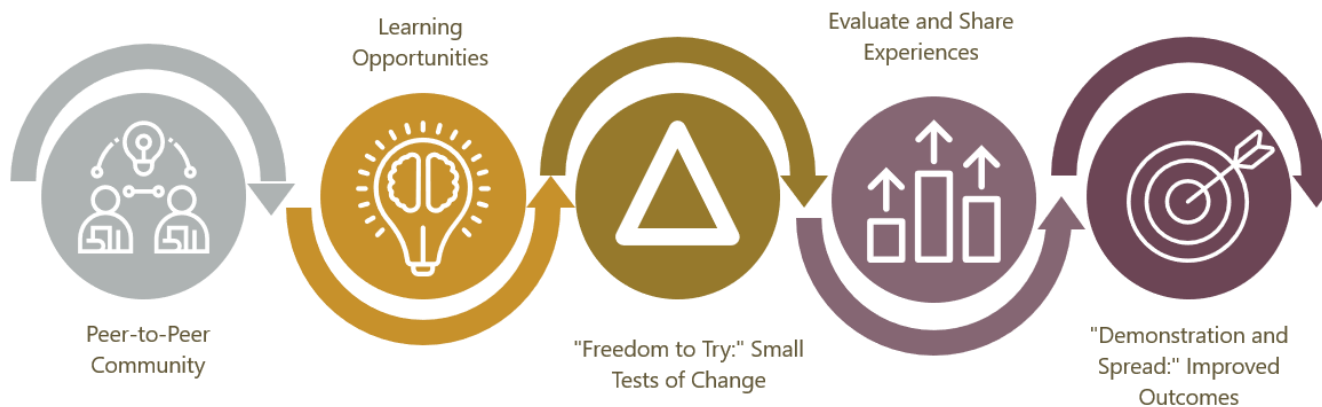 Peer-to-Peer
Community
Learning
Opportunities
"Freedom to Try:" Small
Tests of Change
Evaluate and Share
Experiences
"Demonstration and
Spread:" Improved
Outcomes